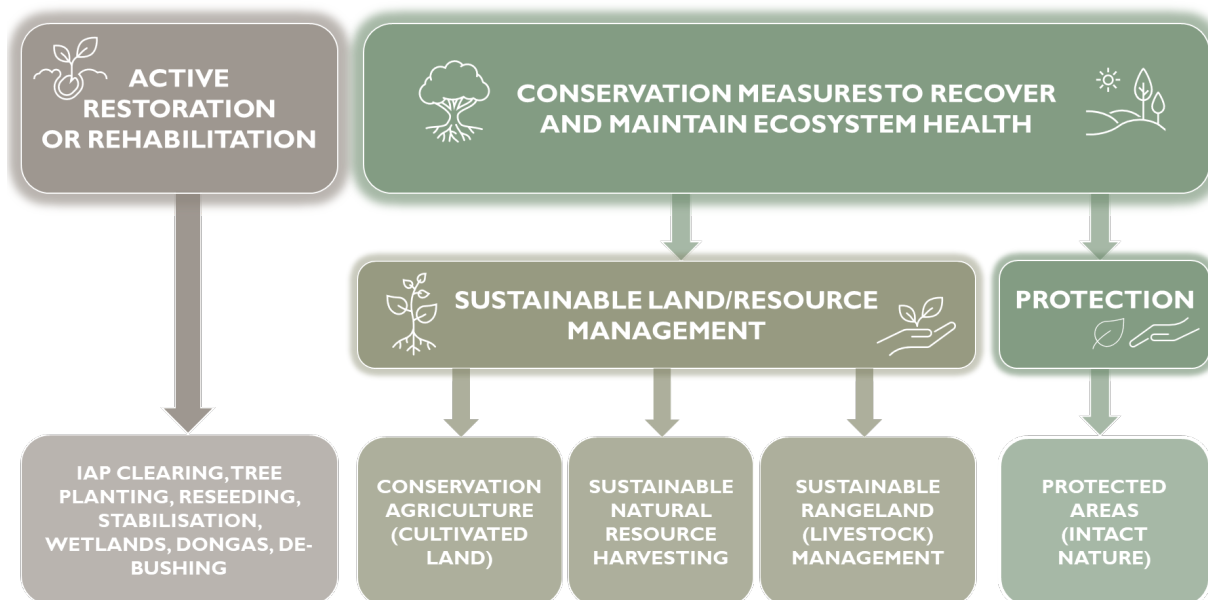 ACTIVE
RESTORATION
OR REHABILITATION
CONSERVATION MEASURES TO RECOVER
AND MAINTAIN ECOSYSTEM HEALTH
SUSTAINABLE LAND/RESOURCE
MANAGEMENT
PROTECTION
IAP CLEARING, TREE
PLANTING, RESEEDING,
STABILISATION,
WETLANDS, DONGAS, DE-
BUSHING
CONSERVATION
AGRICULTURE
(CULTIVATED
LAND)
SUSTAINABLE
NATURAL
RESOURCE
HARVESTING
SUSTAINABLE
RANGELAND
(LIVESTOCK)
MANAGEMENT
PROTECTED
AREAS
(INTACT
NATURE)